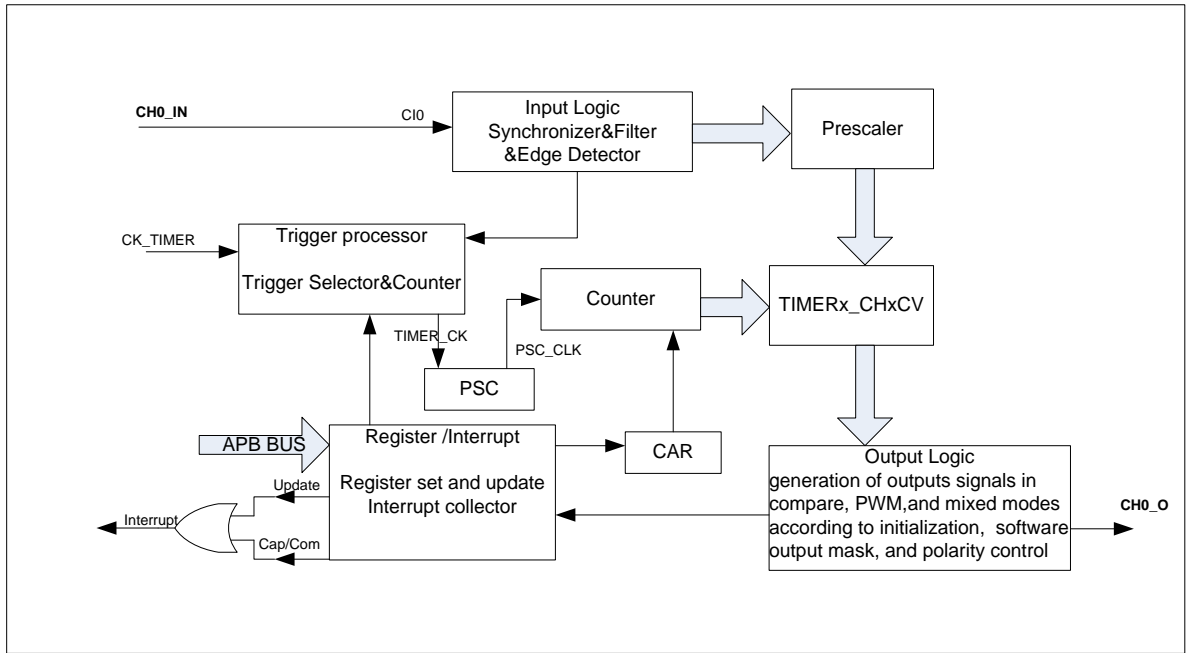 CH0_IN
CI0
Input Logic
Synchronizer&Filter
&Edge Detector
Prescaler
CK_TIMER
Trigger processor
Trigger Selector&Counter
Counter
TIMERx_CHxCV
TIMER_CK
PSC_CLK
PSC
APB BUS
Register /Interrupt
Register set and update
Interrupt collector
CAR
Output Logic
generation of outputs signals in
compare, PWM,and mixed modes
according to initialization, software
output mask, and polarity control
CH0_O
Update
Interrupt
Cap/Com